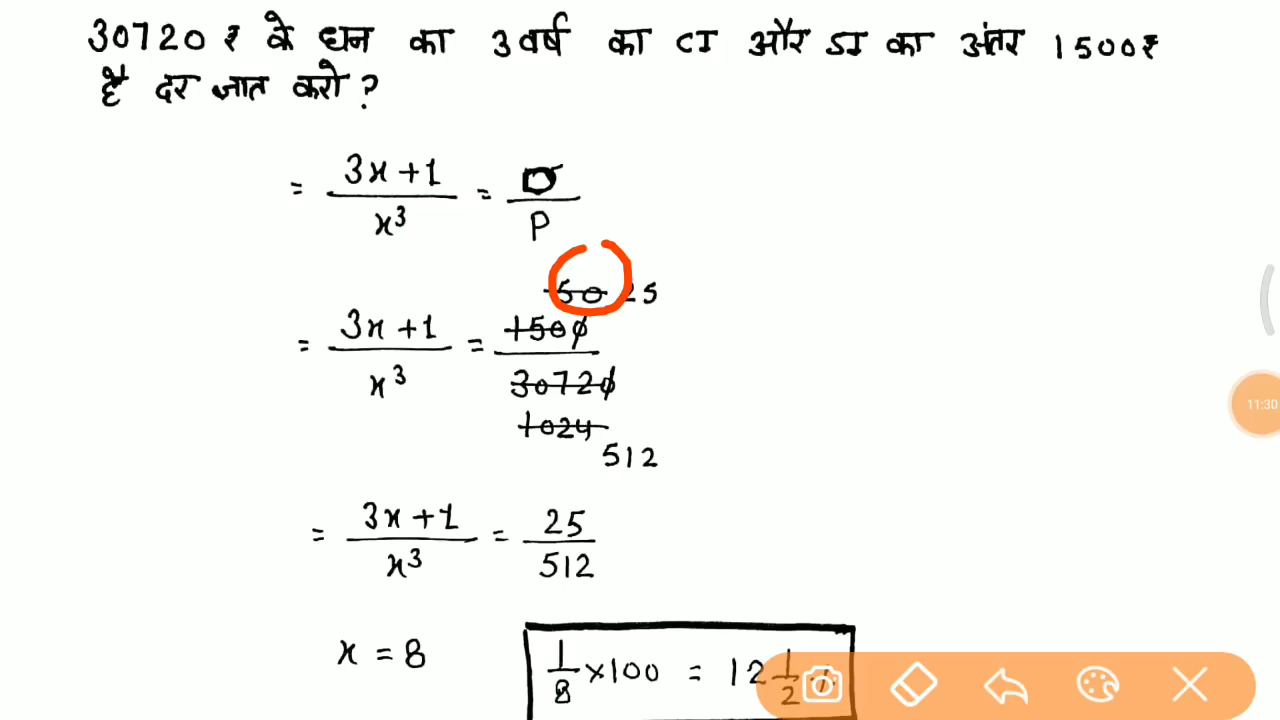 30720₹ के धन का 3 वर्ष का CI और SI का अंतर 1500₹
है दर ज्ञात करो ?
= 3x+1 / x³ = D / P
50 25
= 3x+1 / x³ = 1500 / 30720
1024
512
= 3x+1 / x³ = 25 / 512
x = 8
1/8 ×100 = 12 1/2 %
11:30